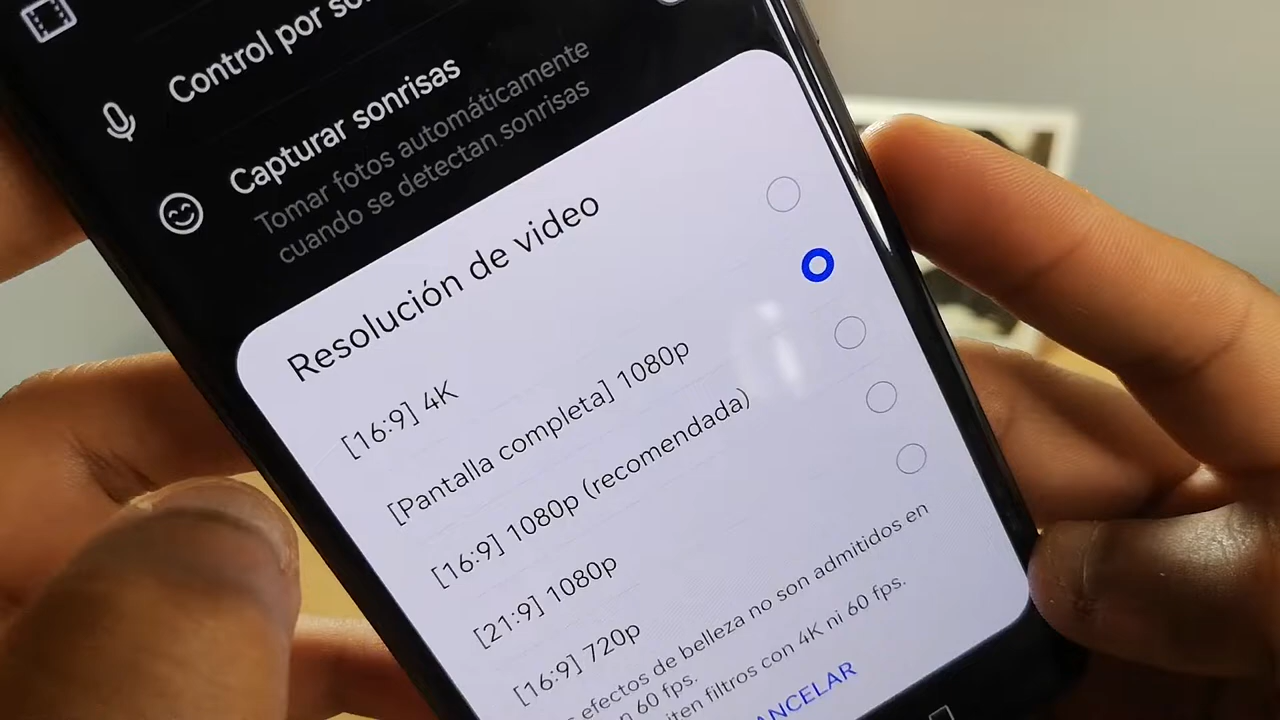 Control por
Capturar sonrisas
Tomar fotos automáticamente
cuando se detectan sonrisas
Resolución de video
[16:9] 4K
[Pantalla completa] 1080p
[16:9] 1080p (recomendada)
[21:9] 1080p
[16:9] 720p
efectos de belleza no son admitidos en
60 fps.
filtros con 4K ni 60 fps.
ANCELAR